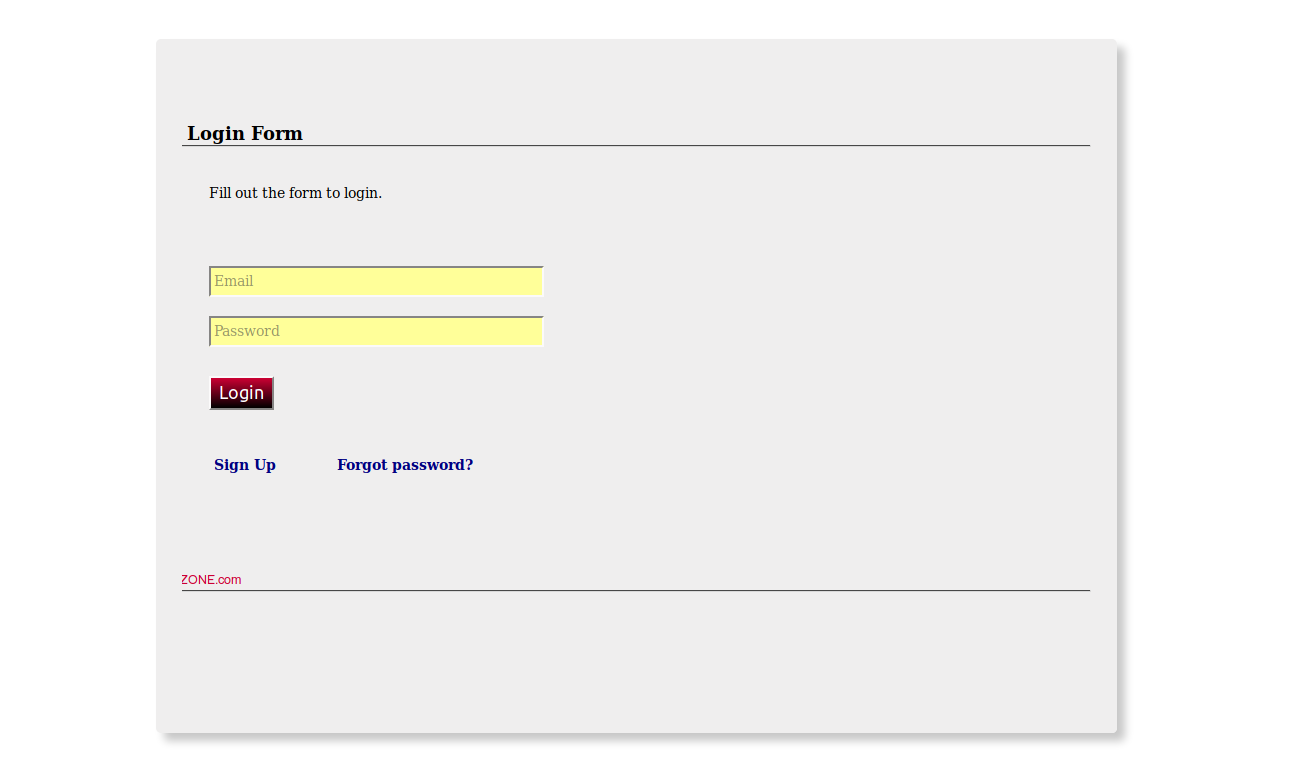 Login Form
Fill out the form to login.
Email
Password
Login
Sign Up Forgot password?
ZONE.com